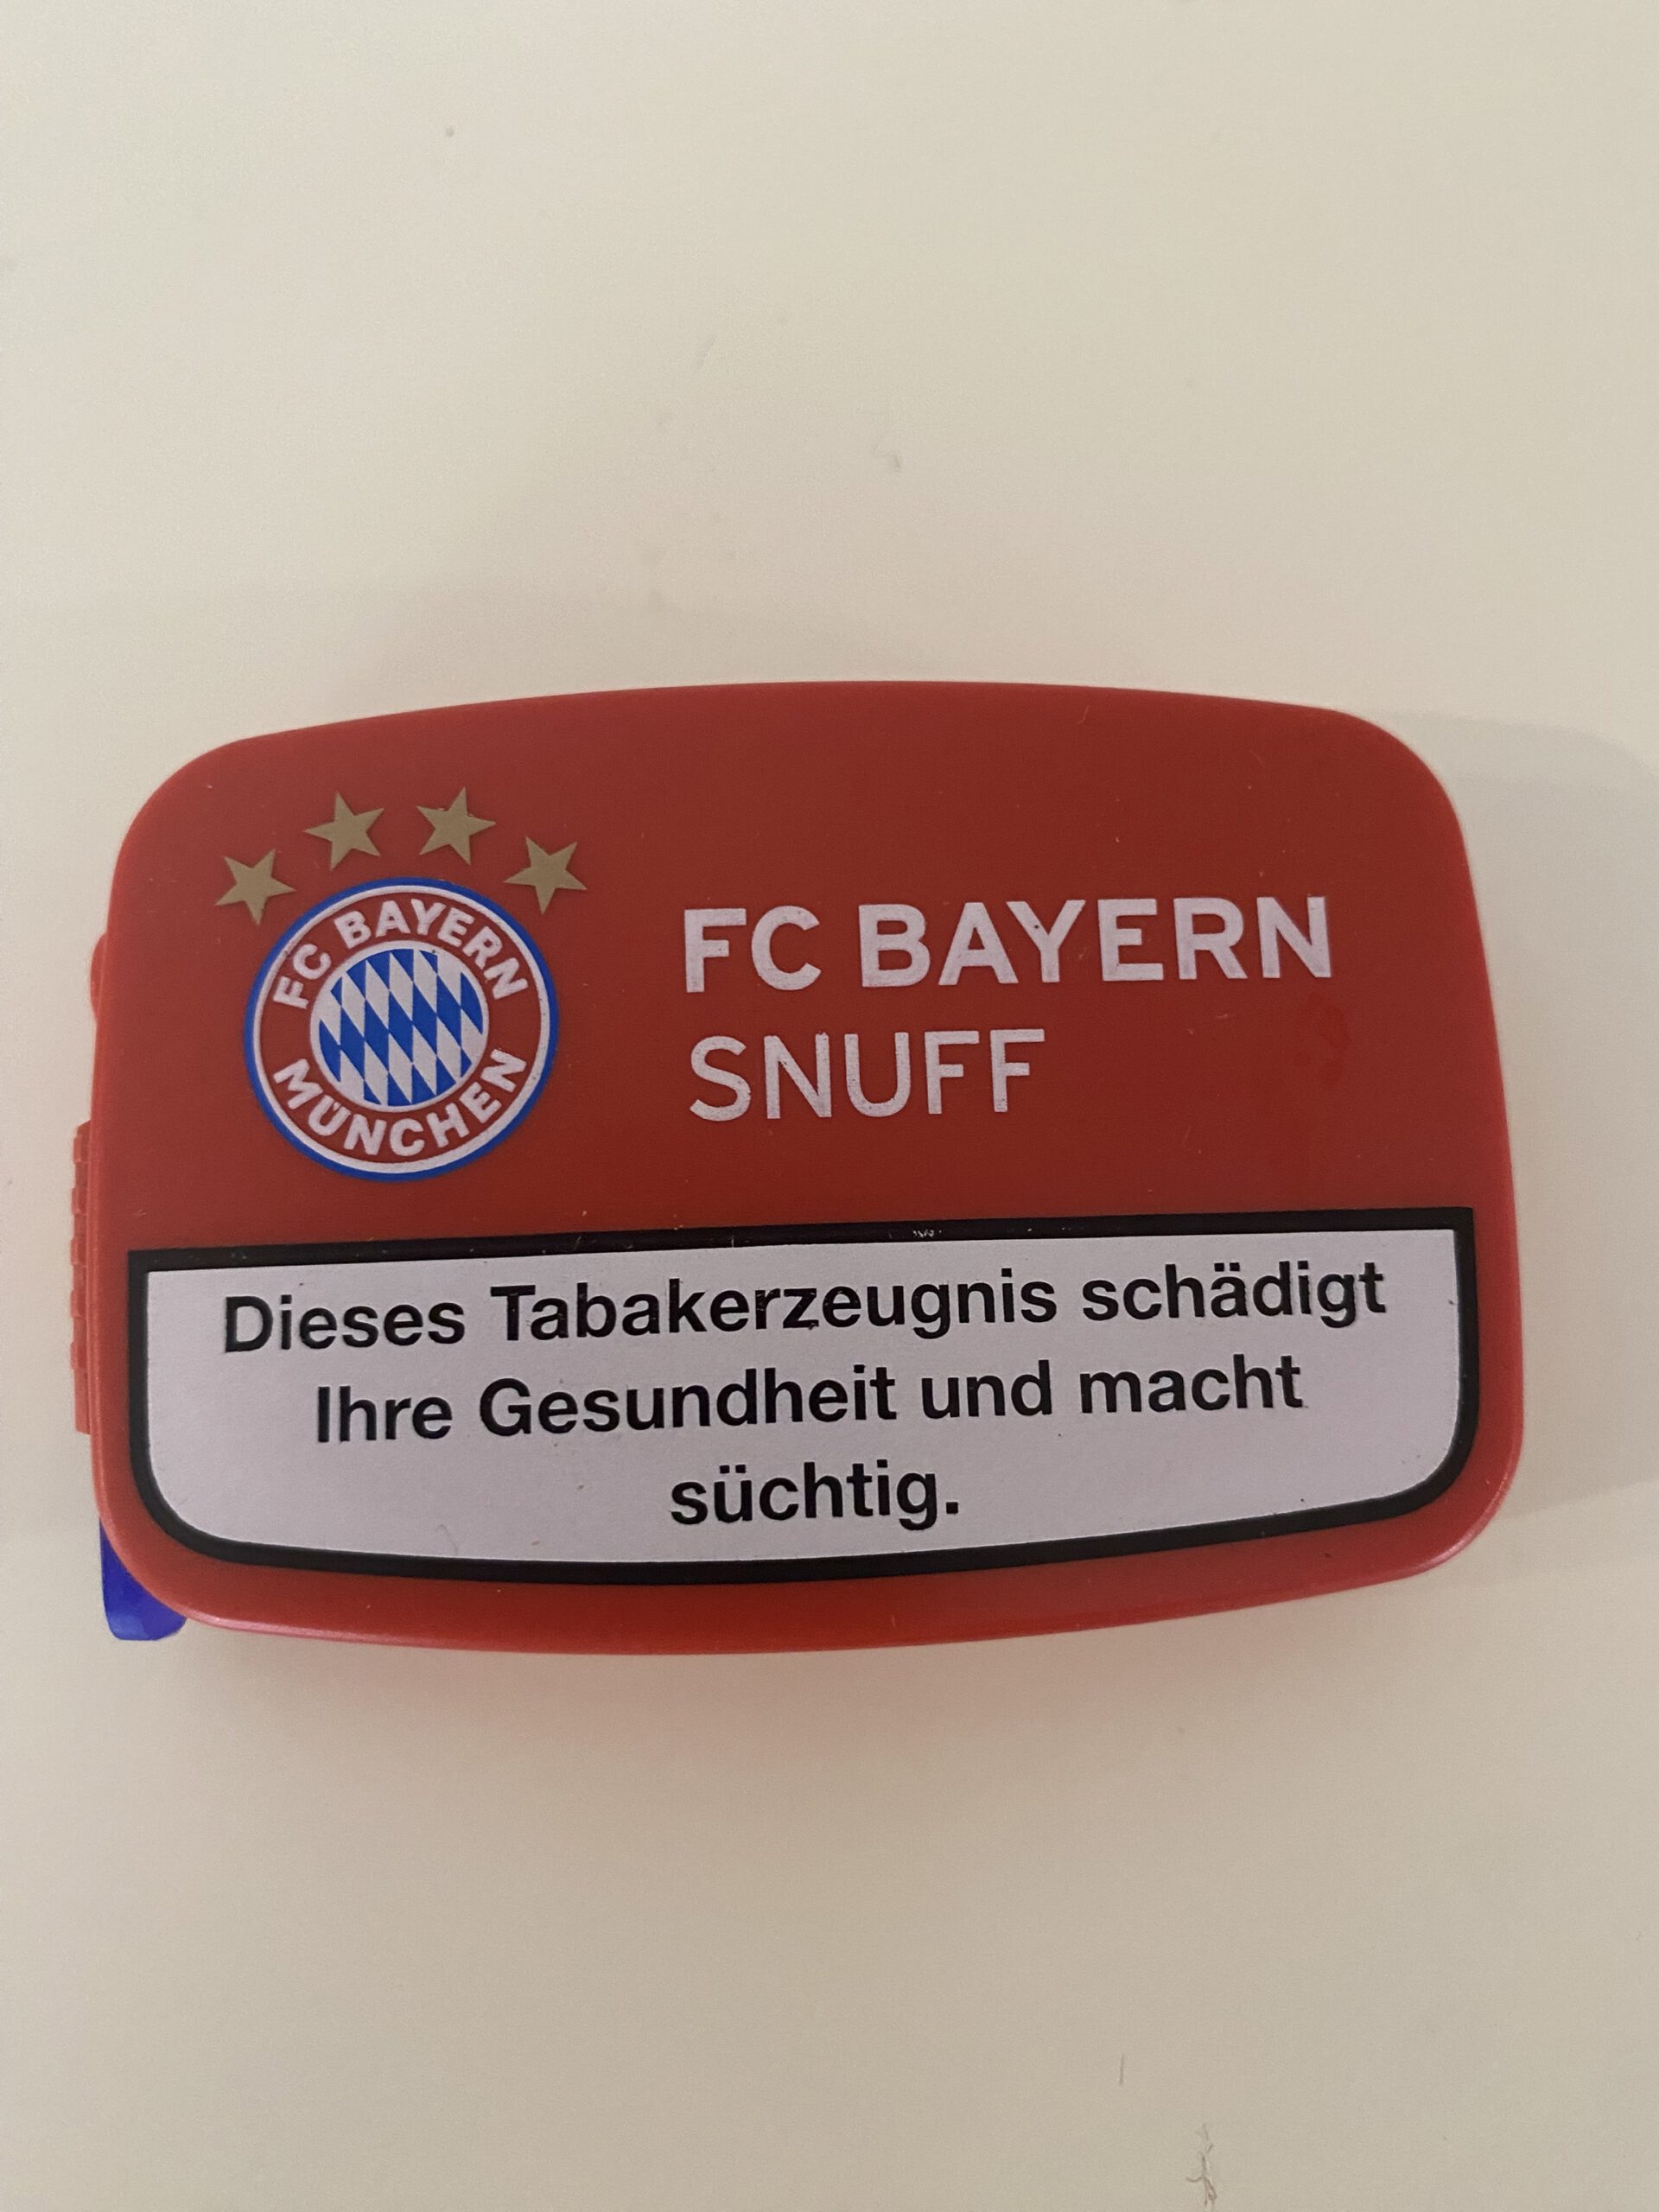 FC BAYERN
MÜNCHEN
FC BAYERN
SNUFF
Dieses Tabakerzeugnis schädigt
Ihre Gesundheit und macht
süchtig.